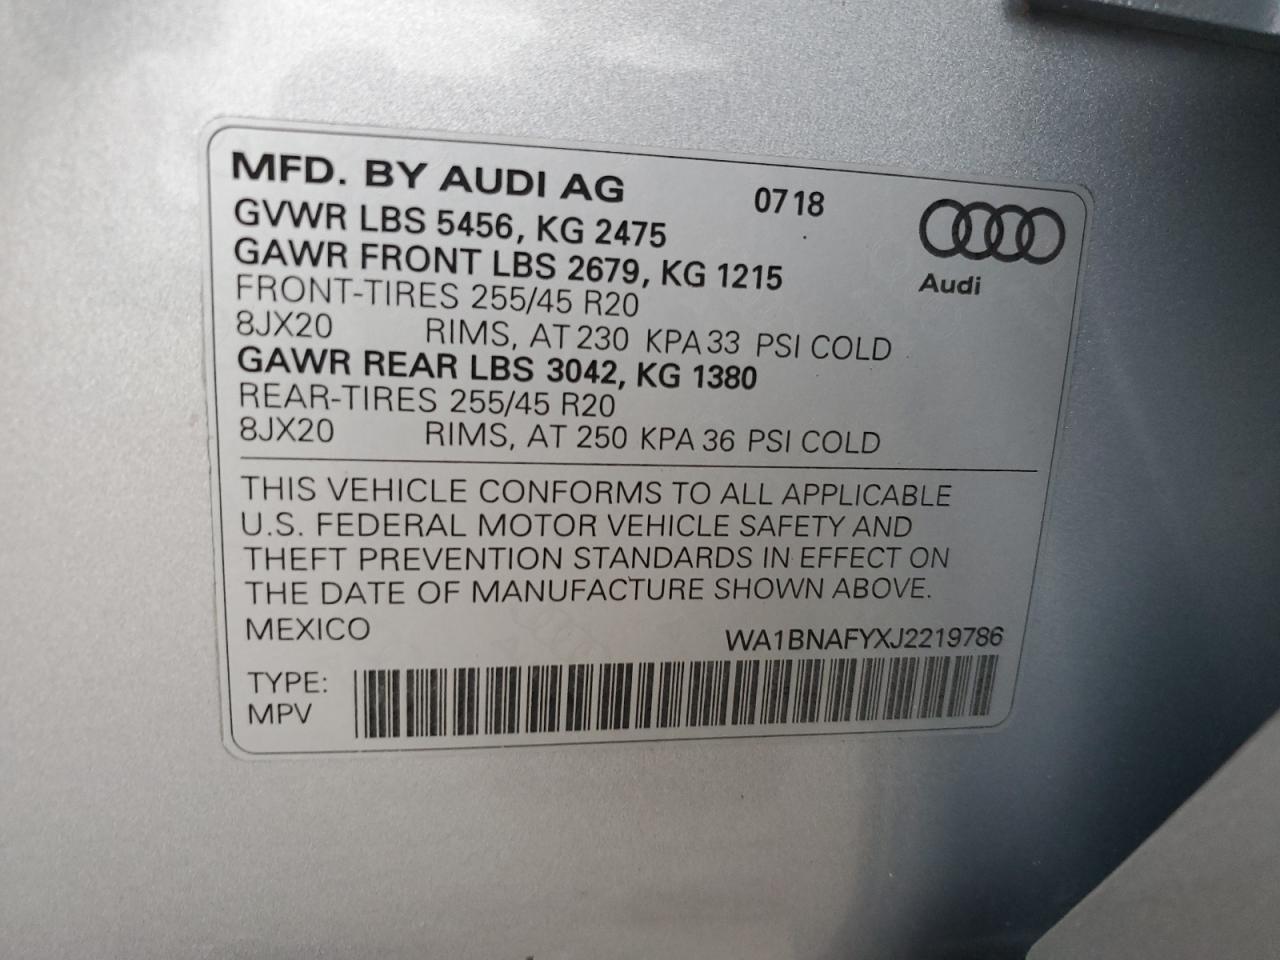 MFD. BY AUDI AG 0718
GVWR LBS 5456, KG 2475
GAWR FRONT LBS 2679, KG 1215
Audi
FRONT-TIRES 255/45 R20
8JX20 RIMS, AT 230 KPA 33 PSI COLD
GAWR REAR LBS 3042, KG 1380
REAR-TIRES 255/45 R20
8JX20 RIMS, AT 250 KPA 36 PSI COLD
THIS VEHICLE CONFORMS TO ALL APPLICABLE
U.S. FEDERAL MOTOR VEHICLE SAFETY AND
THEFT PREVENTION STANDARDS IN EFFECT ON
THE DATE OF MANUFACTURE SHOWN ABOVE.
MEXICO WA1BNAFYXJ2219786
TYPE:
MPV